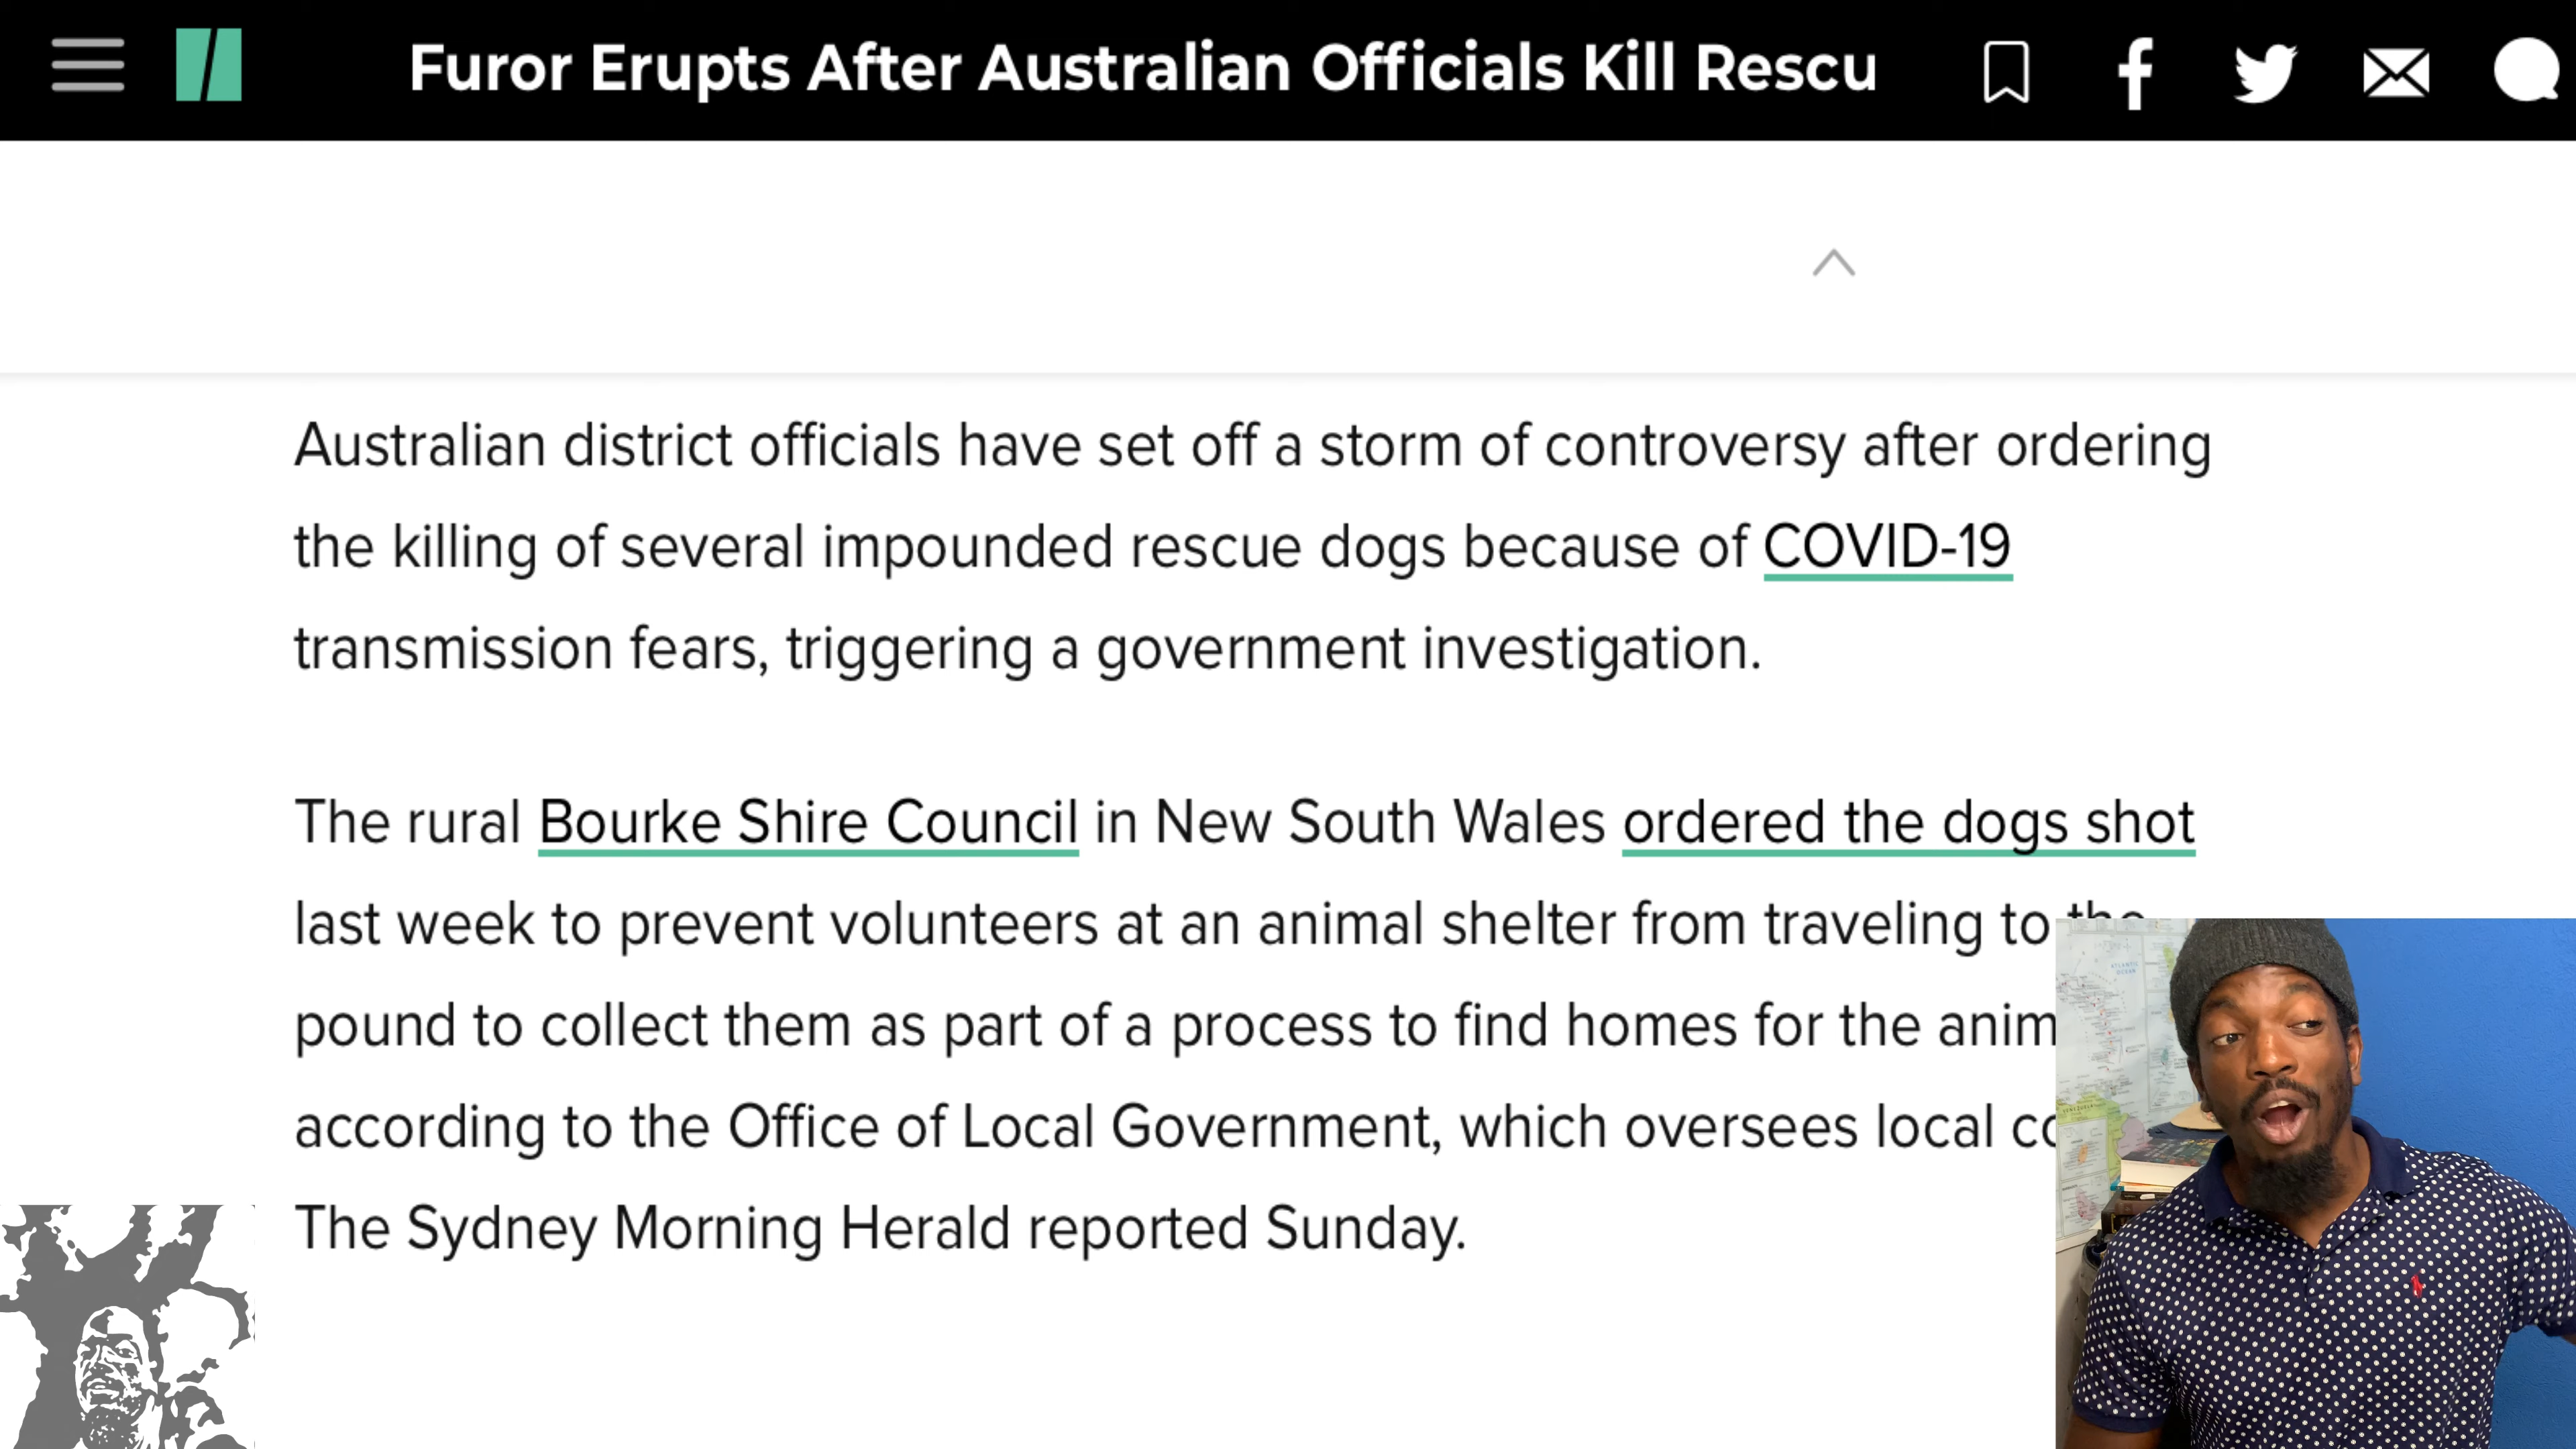 Furor Erupts After Australian Officials Kill Rescu
Australian district officials have set off a storm of controversy after ordering
the killing of several impounded rescue dogs because of COVID-19
transmission fears, triggering a government investigation.
The rural Bourke Shire Council in New South Wales ordered the dogs shot
last week to prevent volunteers at an animal shelter from traveling to the
pound to collect them as part of a process to find homes for the anim
according to the Office of Local Government, which oversees local co
The Sydney Morning Herald reported Sunday.
ATLANTIC
OCEAN